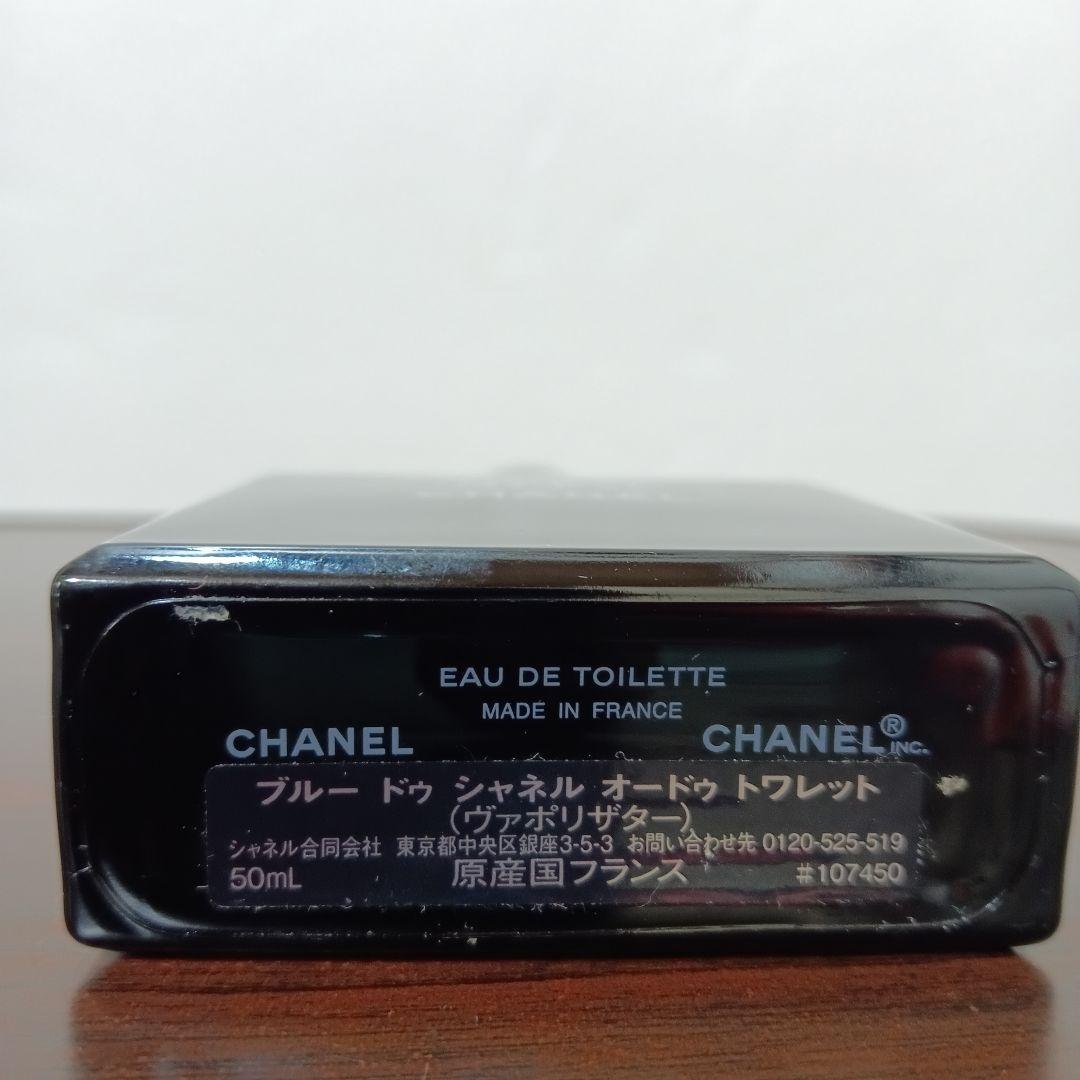 CHANEL
EAU DE TOILETTE
MADE IN FRANCE
CHANEL CHANEL® INC.
ブルー ドゥ シャネル オードゥ トワレット
(ヴァポリザター)
シャネル合同会社 東京都中央区銀座3-5-3 お問い合わせ先 0120-525-519
50mL 原産国フランス #107450